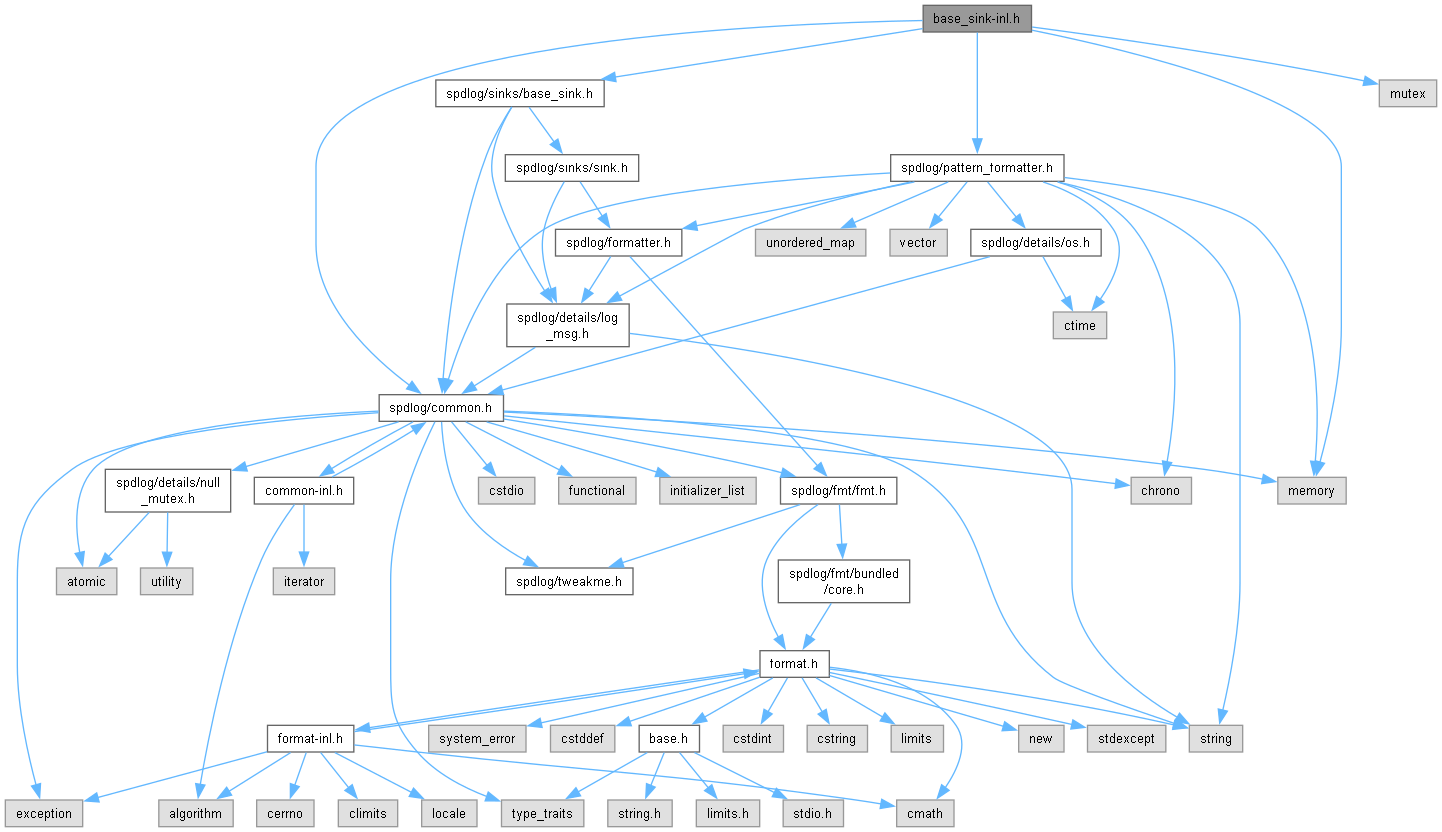 base_sink-inl.h
spdlog/sinks/base_sink.h
mutex
spdlog/sinks/sink.h
spdlog/pattern_formatter.h
spdlog/formatter.h
unordered_map
vector
spdlog/details/os.h
spdlog/details/log
_msg.h
ctime
spdlog/common.h
spdlog/details/null
_mutex.h
common-inl.h
cstdio
functional
initializer_list
spdlog/fmt/fmt.h
chrono
memory
atomic
utility
iterator
spdlog/tweakme.h
spdlog/fmt/bundled
/core.h
format.h
format-inl.h
system_error
cstddef
base.h
cstdint
cstring
limits
new
stdexcept
string
exception
algorithm
cerrno
climits
locale
type_traits
string.h
limits.h
stdio.h
cmath